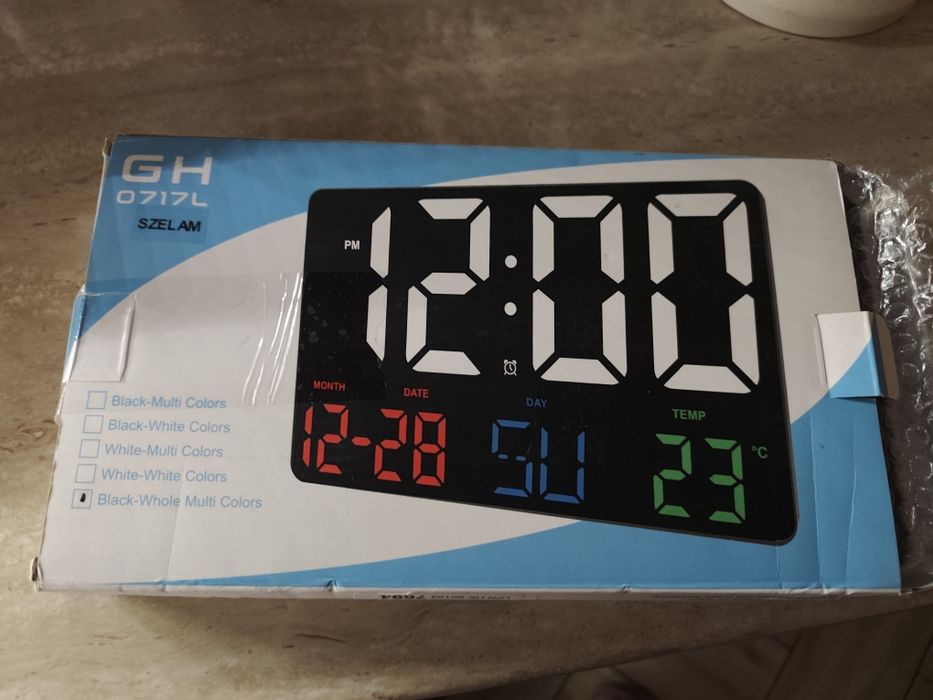 GH
0717L
SZELAM
PM
12:00
MONTH
DATE
DAY
TEMP
12-28
SU
23
°C
Black-Multi Colors
Black-White Colors
White-Multi Colors
White-White Colors
Black-Whole Multi Colors